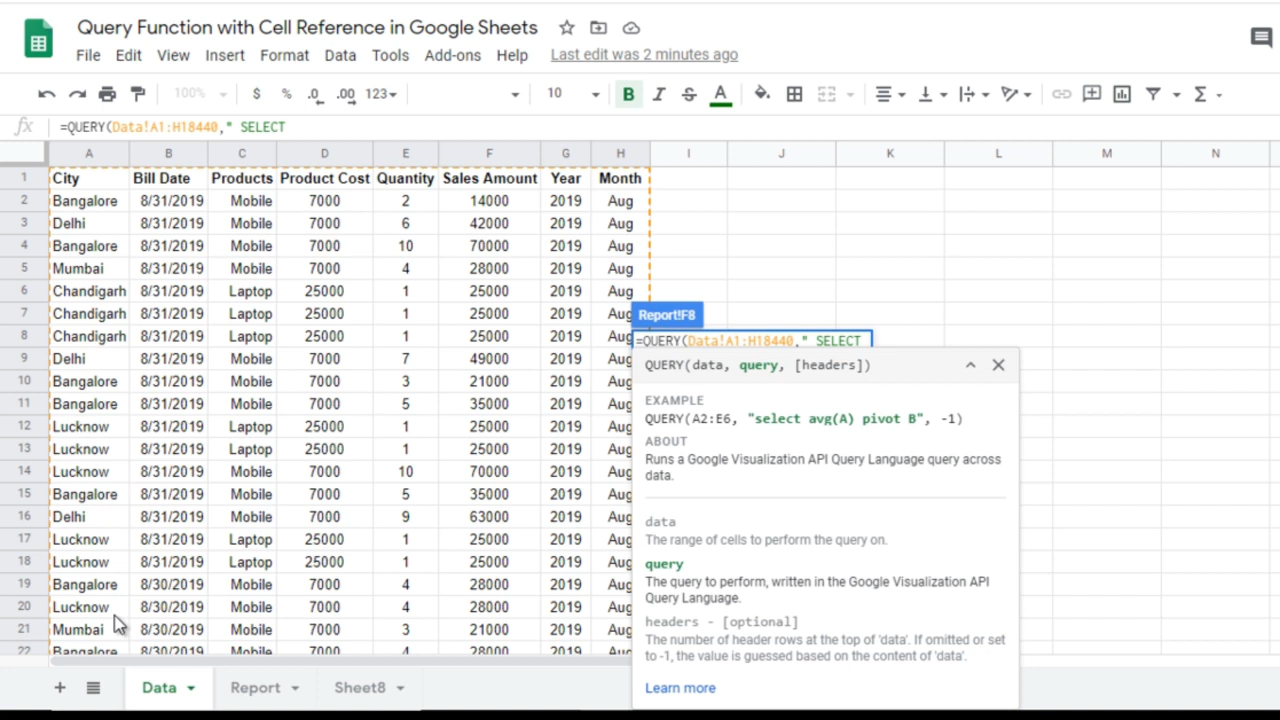 Query Function with Cell Reference in Google Sheets
File Edit View Insert Format Data Tools Add-ons Help Last edit was 2 minutes ago
100% $ % .0 .00 123 10 B I S A Σ
fx =QUERY(Data!A1:H18440," SELECT
A B C D E F G H I J K L M N
1 City Bill Date Products Product Cost Quantity Sales Amount Year Month
2 Bangalore 8/31/2019 Mobile 7000 2 14000 2019 Aug
3 Delhi 8/31/2019 Mobile 7000 6 42000 2019 Aug
4 Bangalore 8/31/2019 Mobile 7000 10 70000 2019 Aug
5 Mumbai 8/31/2019 Mobile 7000 4 28000 2019 Aug
6 Chandigarh 8/31/2019 Laptop 25000 1 25000 2019 Aug
7 Chandigarh 8/31/2019 Laptop 25000 1 25000 2019 Aug
8 Chandigarh 8/31/2019 Laptop 25000 1 25000 2019 Aug
9 Delhi 8/31/2019 Mobile 7000 7 49000 2019 Aug
10 Bangalore 8/31/2019 Mobile 7000 3 21000 2019 Aug
11 Bangalore 8/31/2019 Mobile 7000 5 35000 2019 Aug
12 Lucknow 8/31/2019 Laptop 25000 1 25000 2019 Aug
13 Lucknow 8/31/2019 Laptop 25000 1 25000 2019 Aug
14 Lucknow 8/31/2019 Mobile 7000 10 70000 2019 Aug
15 Bangalore 8/31/2019 Mobile 7000 5 35000 2019 Aug
16 Delhi 8/31/2019 Mobile 7000 9 63000 2019 Aug
17 Lucknow 8/31/2019 Laptop 25000 1 25000 2019 Aug
18 Lucknow 8/31/2019 Laptop 25000 1 25000 2019 Aug
19 Bangalore 8/30/2019 Mobile 7000 4 28000 2019 Aug
20 Lucknow 8/30/2019 Mobile 7000 4 28000 2019 Aug
21 Mumbai 8/30/2019 Mobile 7000 3 21000 2019 Aug
22 Bangalore 8/30/2019 Mobile 7000 4 28000 2019 Aug
Report!F8
=QUERY(Data!A1:H18440," SELECT
QUERY(data, query, [headers])
EXAMPLE
QUERY(A2:E6, "select avg(A) pivot B", -1)
ABOUT
Runs a Google Visualization API Query Language query across
data.
data
The range of cells to perform the query on.
query
The query to perform, written in the Google Visualization API
Query Language.
headers - [optional]
The number of header rows at the top of 'data'. If omitted or set
to -1, the value is guessed based on the content of 'data'.
Learn more
Data Report Sheet8